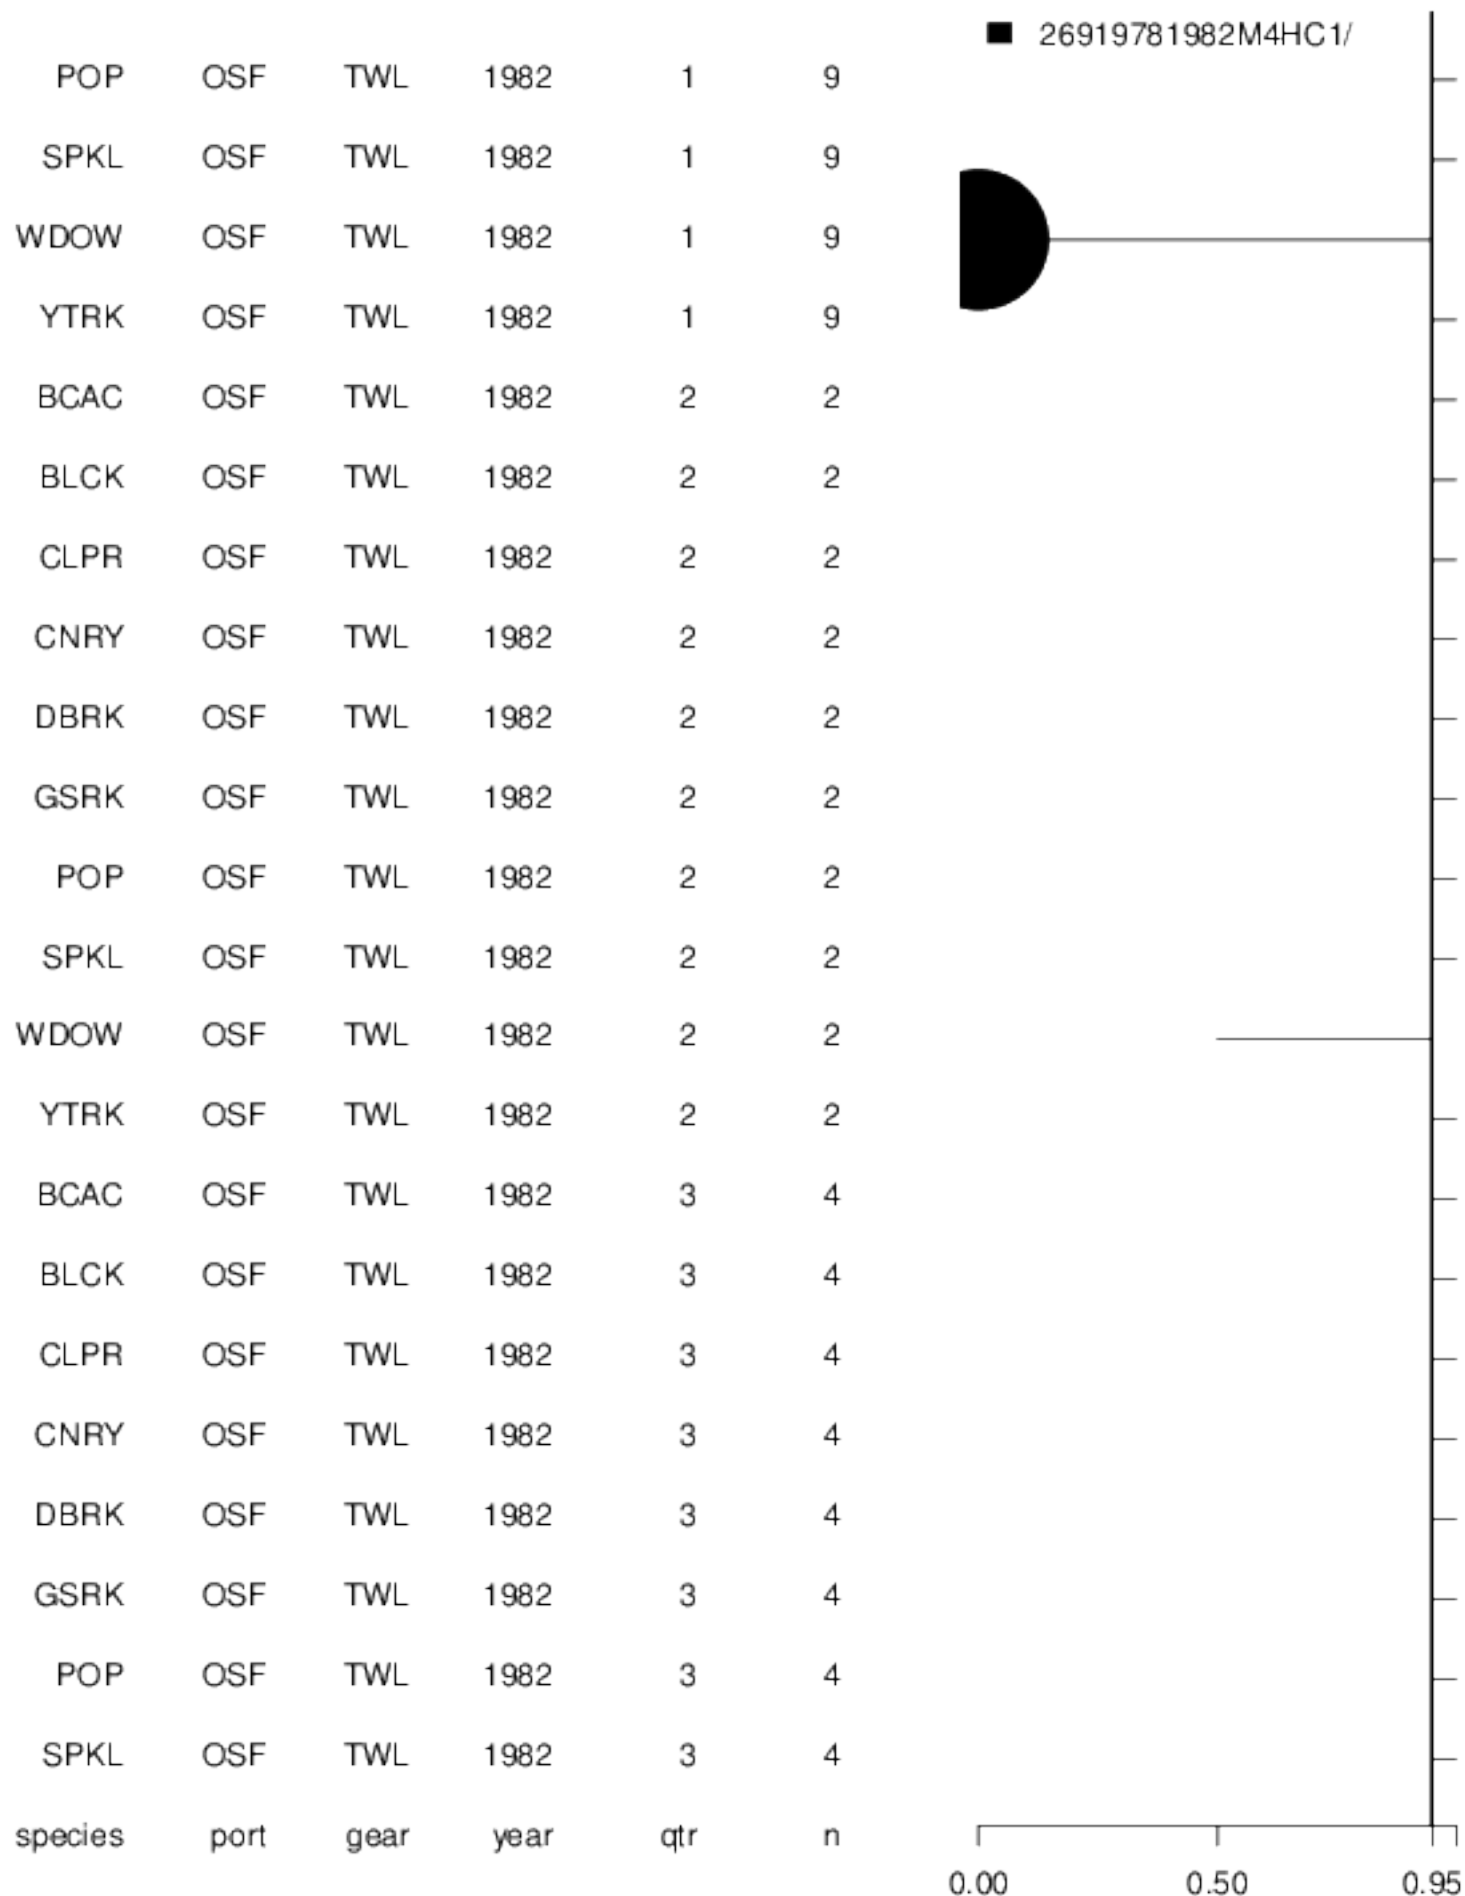 26919781982M4HC1/
POP OSF TWL 1982 1 9
SPKL OSF TWL 1982 1 9
WDOW OSF TWL 1982 1 9
YTRK OSF TWL 1982 1 9
BCAC OSF TWL 1982 2 2
BLCK OSF TWL 1982 2 2
CLPR OSF TWL 1982 2 2
CNRY OSF TWL 1982 2 2
DBRK OSF TWL 1982 2 2
GSRK OSF TWL 1982 2 2
POP OSF TWL 1982 2 2
SPKL OSF TWL 1982 2 2
WDOW OSF TWL 1982 2 2
YTRK OSF TWL 1982 2 2
BCAC OSF TWL 1982 3 4
BLCK OSF TWL 1982 3 4
CLPR OSF TWL 1982 3 4
CNRY OSF TWL 1982 3 4
DBRK OSF TWL 1982 3 4
GSRK OSF TWL 1982 3 4
POP OSF TWL 1982 3 4
SPKL OSF TWL 1982 3 4
species port gear year qtr n
0.00 0.50 0.95